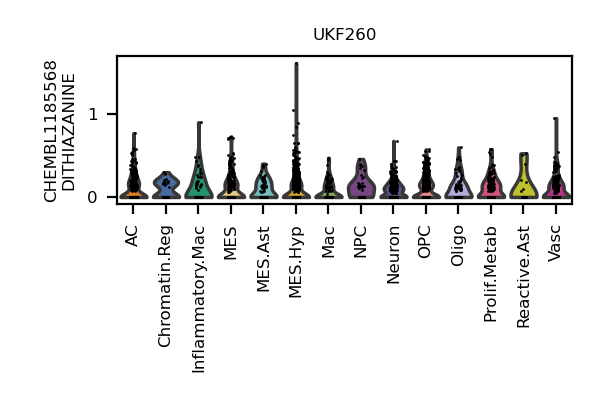 UKF260
CHEMBL1185568
DITHIAZANINE
1
0
AC
Chromatin.Reg
Inflammatory.Mac
MES
MES.Ast
MES.Hyp
Mac
NPC
Neuron
OPC
Oligo
Prolif.Metab
Reactive.Ast
Vasc